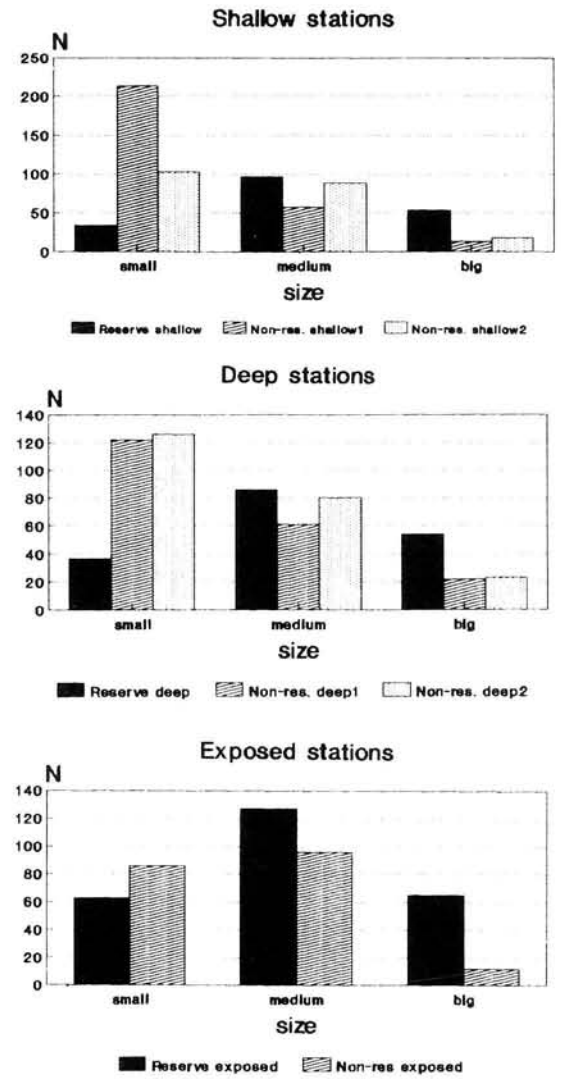 Shallow stations
N
250
200
150
100
50
0
small medium big
size
Reserve shallow Non-res. shallow1 Non-res. shallow2
Deep stations
N
140
120
100
80
60
40
20
0
small medium big
size
Reserve deep Non-res. deep1 Non-res. deep2
Exposed stations
N
140
120
100
80
60
40
20
0
small medium big
size
Reserve exposed Non-res exposed